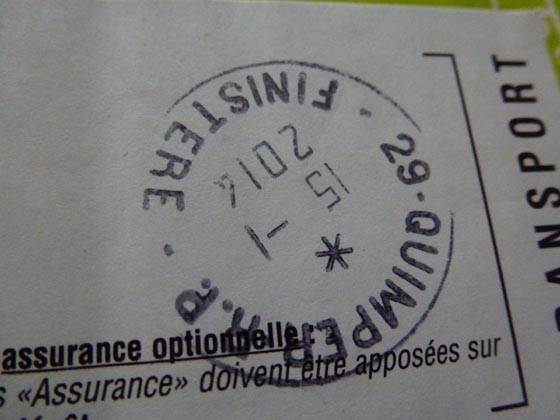 29·QUIMPER R.P.
· FINISTERE ·
*
15 -1
2014
ANSPORT
assurance optionnelle :
s «Assurance» doivent être apposées sur